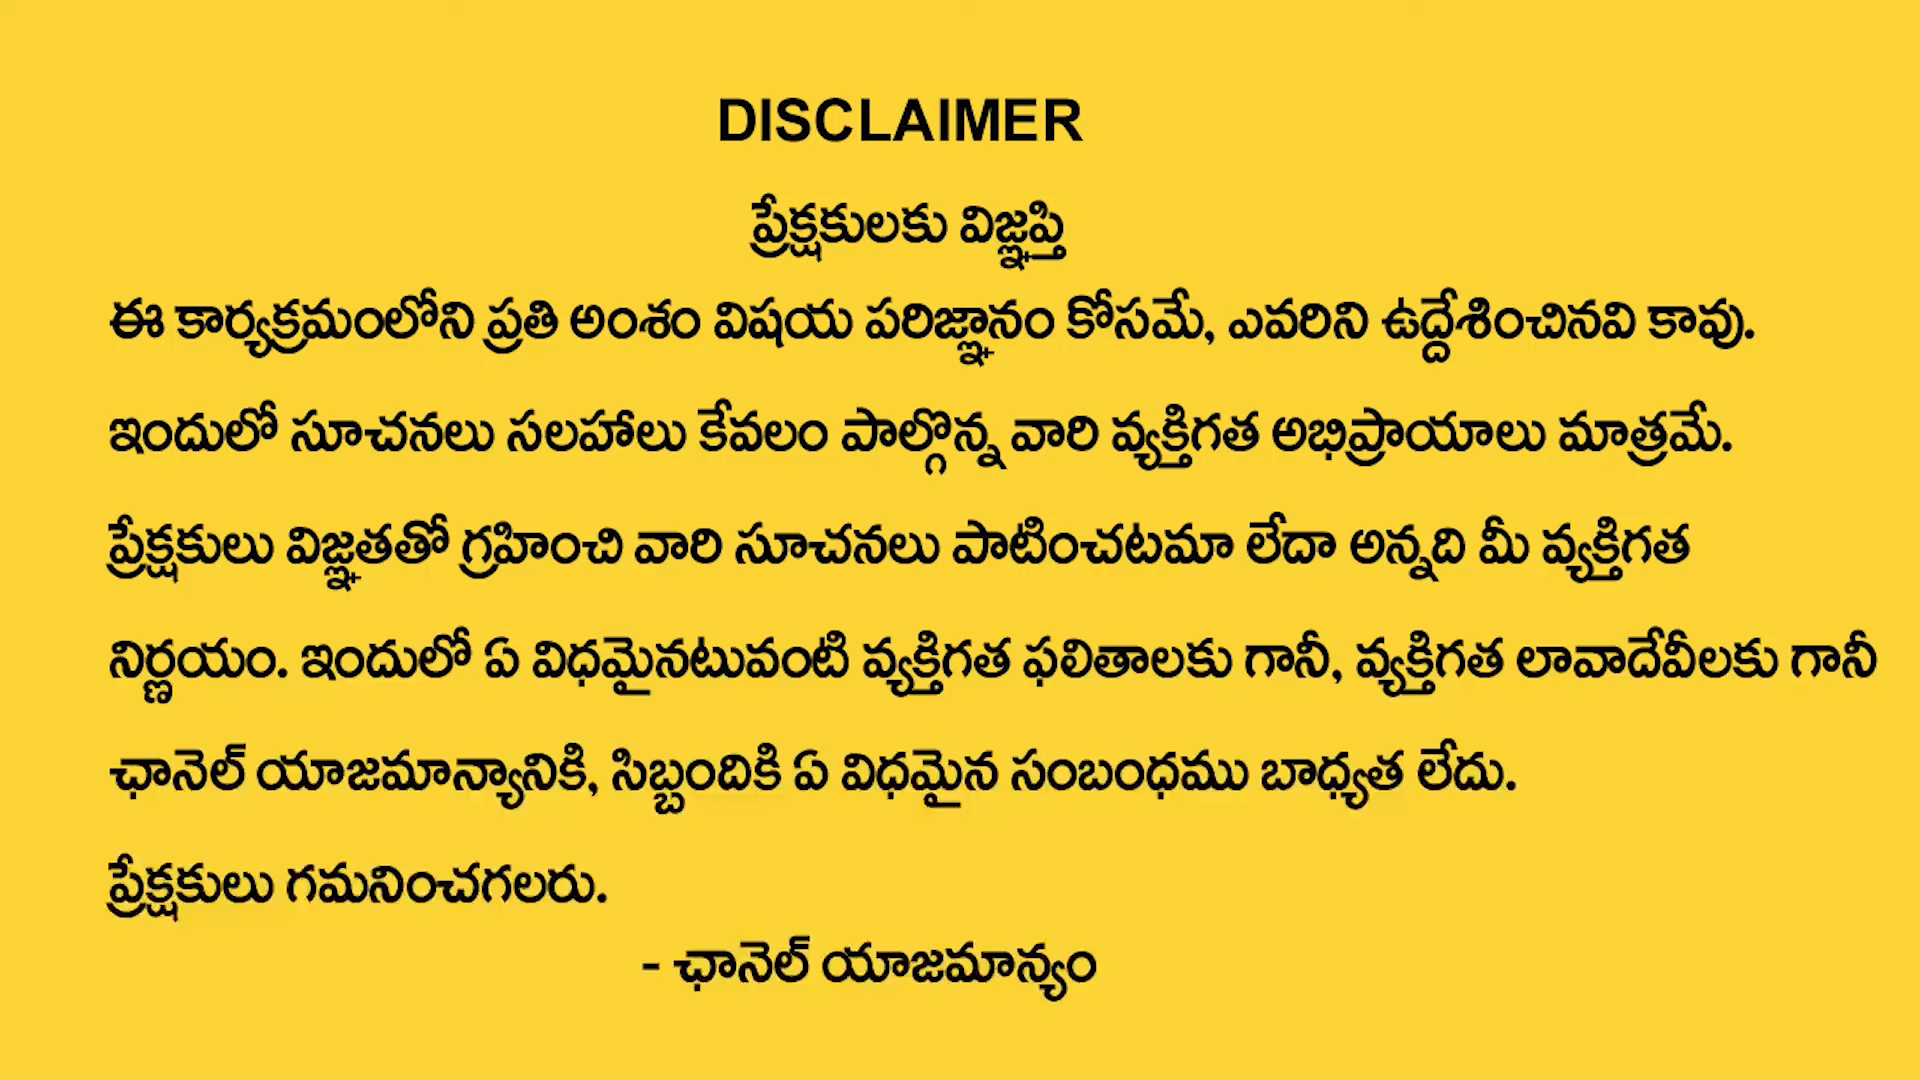 DISCLAIMER
ప్రేక్షకులకు విజ్ఞప్తి
ఈ కార్యక్రమంలోని ప్రతి అంశం విషయ పరిజ్ఞానం కోసమే, ఎవరిని ఉద్దేశించినవి కావు.
ఇందులో సూచనలు సలహాలు కేవలం పాల్గొన్న వారి వ్యక్తిగత అభిప్రాయాలు మాత్రమే.
ప్రేక్షకులు విజ్ఞతతో గ్రహించి వారి సూచనలు పాటించటమా లేదా అన్నది మీ వ్యక్తిగత
నిర్ణయం. ఇందులో ఏ విధమైనటువంటి వ్యక్తిగత ఫలితాలకు గానీ, వ్యక్తిగత లావాదేవీలకు గానీ
ఛానెల్ యాజమాన్యానికి, సిబ్బందికి ఏ విధమైన సంబంధము బాధ్యత లేదు.
ప్రేక్షకులు గమనించగలరు.
- ఛానెల్ యాజమాన్యం